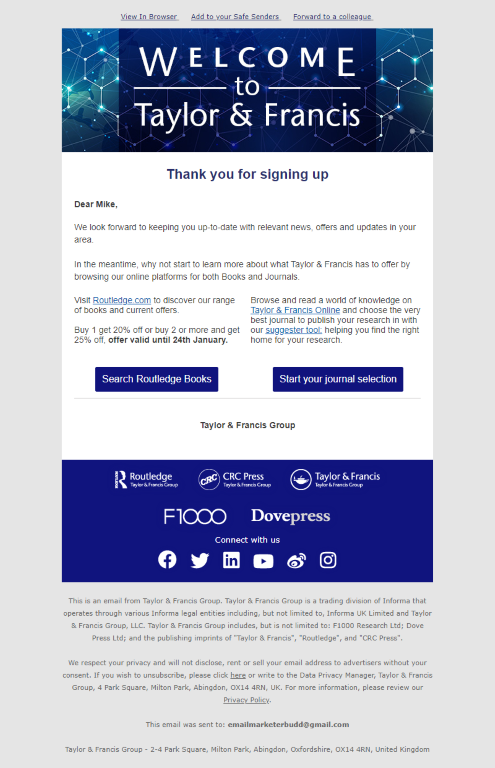 View In Browser Add to your Safe Senders Forward to a colleague
WELCOME
to
Taylor & Francis
Thank you for signing up
Dear Mike,
We look forward to keeping you up-to-date with relevant news, offers and updates in your
area.
In the meantime, why not start to learn more about what Taylor & Francis has to offer by
browsing our online platforms for both Books and Journals.
Visit Routledge.com to discover our range
of books and current offers.
Buy 1 get 20% off or buy 2 or more and get
25% off, offer valid until 24th January.
Browse and read a world of knowledge on
Taylor & Francis Online and choose the very
best journal to publish your research in with
our suggester tool; helping you find the right
home for your research.
Search Routledge Books
Start your journal selection
Taylor & Francis Group
Routledge
Taylor & Francis Group
CRC
CRC Press
Taylor & Francis Group
Taylor & Francis
Taylor & Francis Group
F1000
Dovepress
Connect with us
This is an email from Taylor & Francis Group. Taylor & Francis Group is a trading division of Informa that
operates through various Informa legal entities including, but not limited to, Informa UK Limited and Taylor
& Francis Group, LLC. Taylor & Francis Group includes, but is not limited to: F1000 Research Ltd; Dove
Press Ltd; and the publishing imprints of "Taylor & Francis", "Routledge", and "CRC Press".
We respect your privacy and will not disclose, rent or sell your email address to advertisers without your
consent. If you wish to unsubscribe, please click here or write to the Data Privacy Manager, Taylor & Francis
Group, 4 Park Square, Milton Park, Abingdon, OX14 4RN, UK. For more information, please review our
Privacy Policy.
This email was sent to: emailmarketerbudd@gmail.com
Taylor & Francis Group - 2-4 Park Square, Milton Park, Abingdon, Oxfordshire, OX14 4RN, United Kingdom